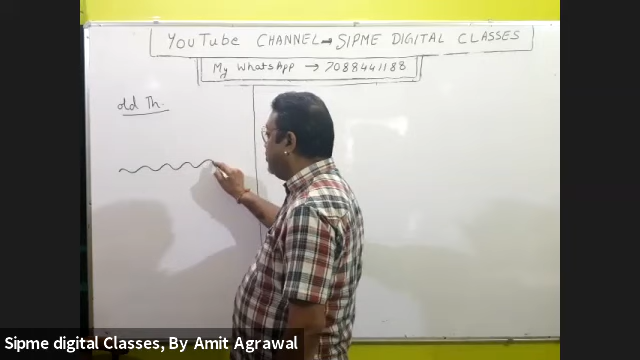 YouTube CHANNEL → SIPME DIGITAL CLASSES
My WhatsApp → 7088441188
old Th.
Sipme digital Classes, By Amit Agrawal